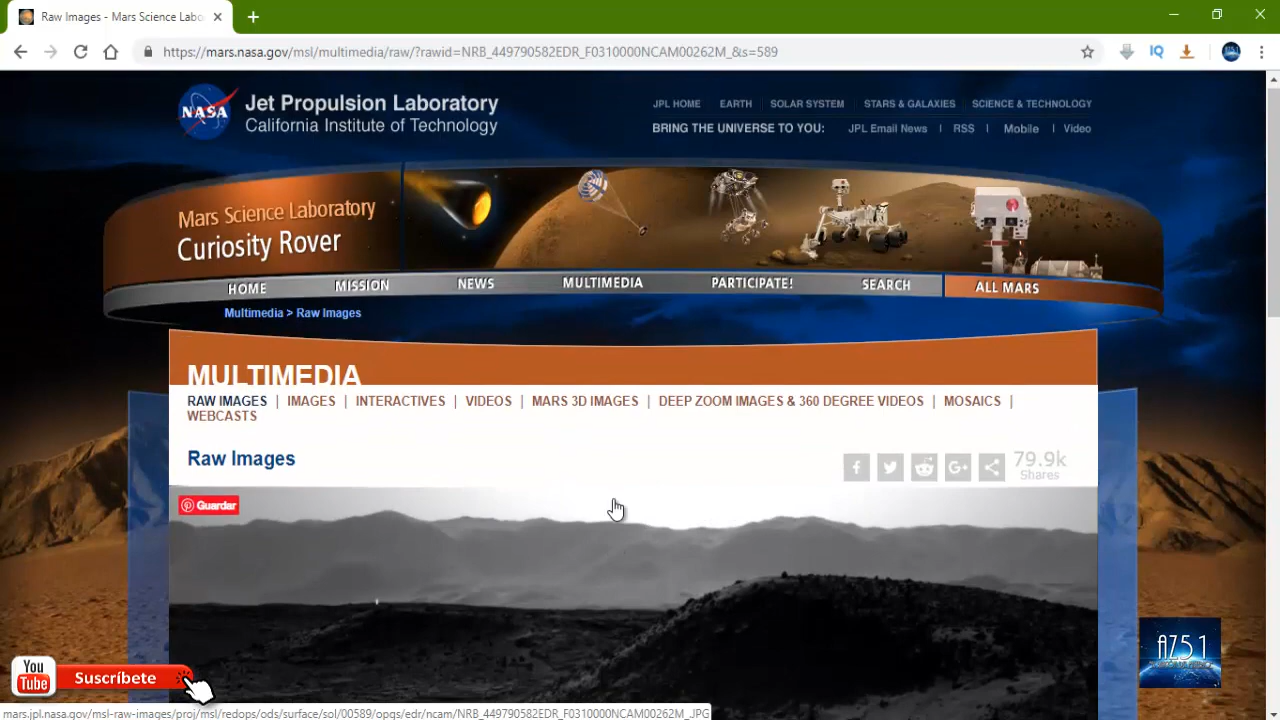 Raw Images - Mars Science Labo
https://mars.nasa.gov/msl/multimedia/raw/?rawid=NRB_449790582EDR_F0310000NCAM00262M_&s=589
IQ
NASA
Jet Propulsion Laboratory
California Institute of Technology
JPL HOME EARTH SOLAR SYSTEM STARS & GALAXIES SCIENCE & TECHNOLOGY
BRING THE UNIVERSE TO YOU: JPL Email News | RSS | Mobile | Video
Mars Science Laboratory
Curiosity Rover
HOME MISSION NEWS MULTIMEDIA PARTICIPATE! SEARCH ALL MARS
Multimedia > Raw Images
MULTIMEDIA
RAW IMAGES | IMAGES | INTERACTIVES | VIDEOS | MARS 3D IMAGES | DEEP ZOOM IMAGES & 360 DEGREE VIDEOS | MOSAICS |
WEBCASTS
Raw Images
79.9k
Shares
Guardar
You
Tube
Suscríbete
AZ51
mars.jpl.nasa.gov/msl-raw-images/proj/msl/redops/ods/surface/sol/00589/opgs/edr/ncam/NRB_449790582EDR_F0310000NCAM00262M_.JPG